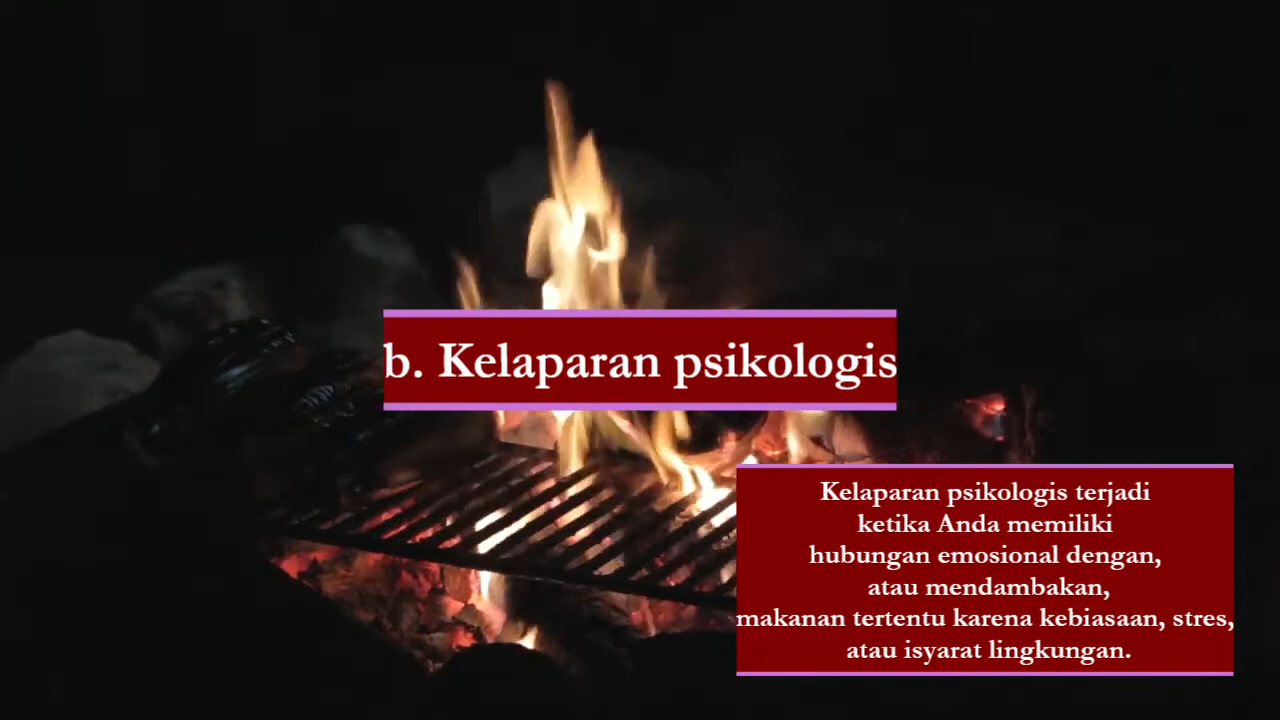 b. Kelaparan psikologis
Kelaparan psikologis terjadi
ketika Anda memiliki
hubungan emosional dengan,
atau mendambakan,
makanan tertentu karena kebiasaan, stres,
atau isyarat lingkungan.